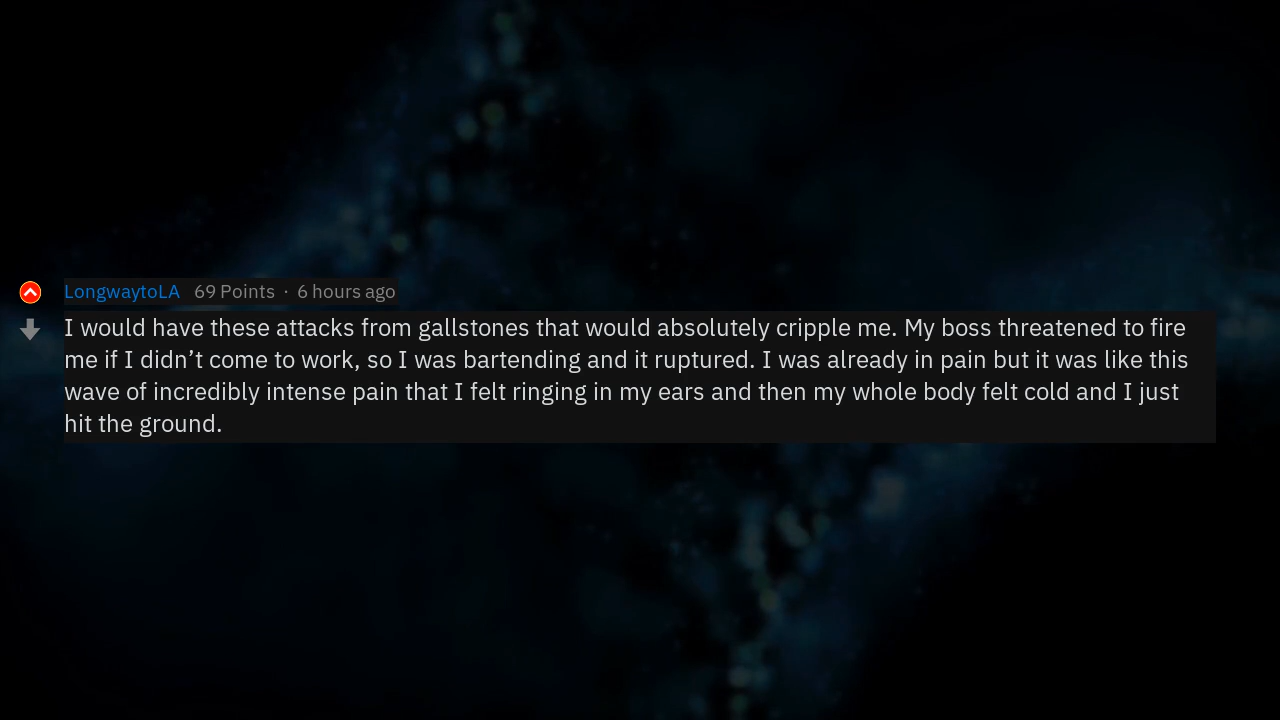 LongwaytoLA 69 Points · 6 hours ago
I would have these attacks from gallstones that would absolutely cripple me. My boss threatened to fire
me if I didn’t come to work, so I was bartending and it ruptured. I was already in pain but it was like this
wave of incredibly intense pain that I felt ringing in my ears and then my whole body felt cold and I just
hit the ground.